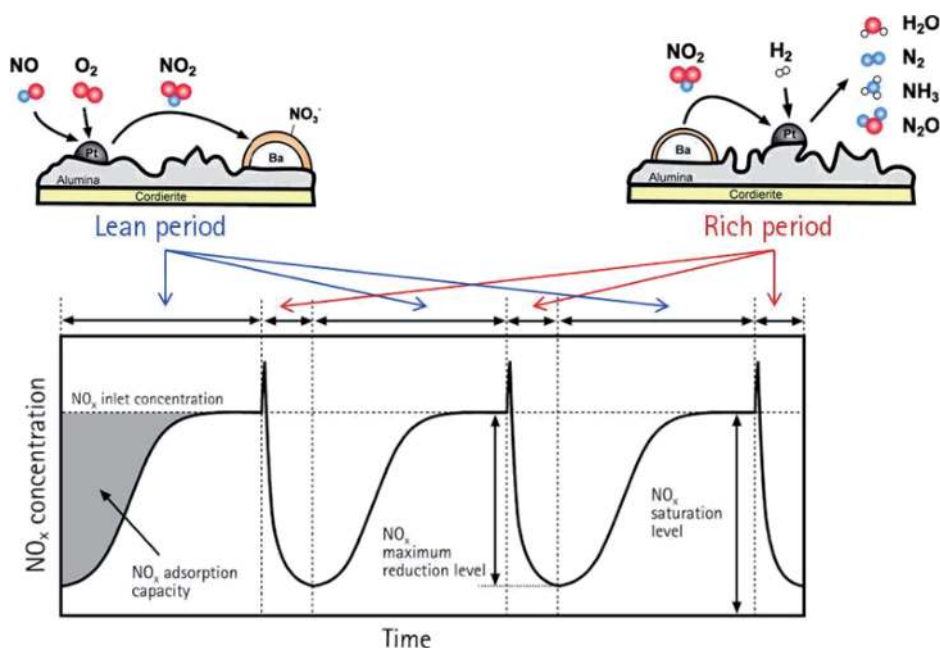 NO O₂ NO₂
NO₃⁻
Pt
Ba
Alumina
Cordierite
Lean period
NO₂ H₂
H₂O
N₂
NH₃
N₂O
Pt
Ba
Alumina
Cordierite
Rich period
NOₓ concentration
NOₓ inlet concentration
NOₓ adsorption
capacity
NOₓ
maximum
reduction level
NOₓ
saturation
level
Time